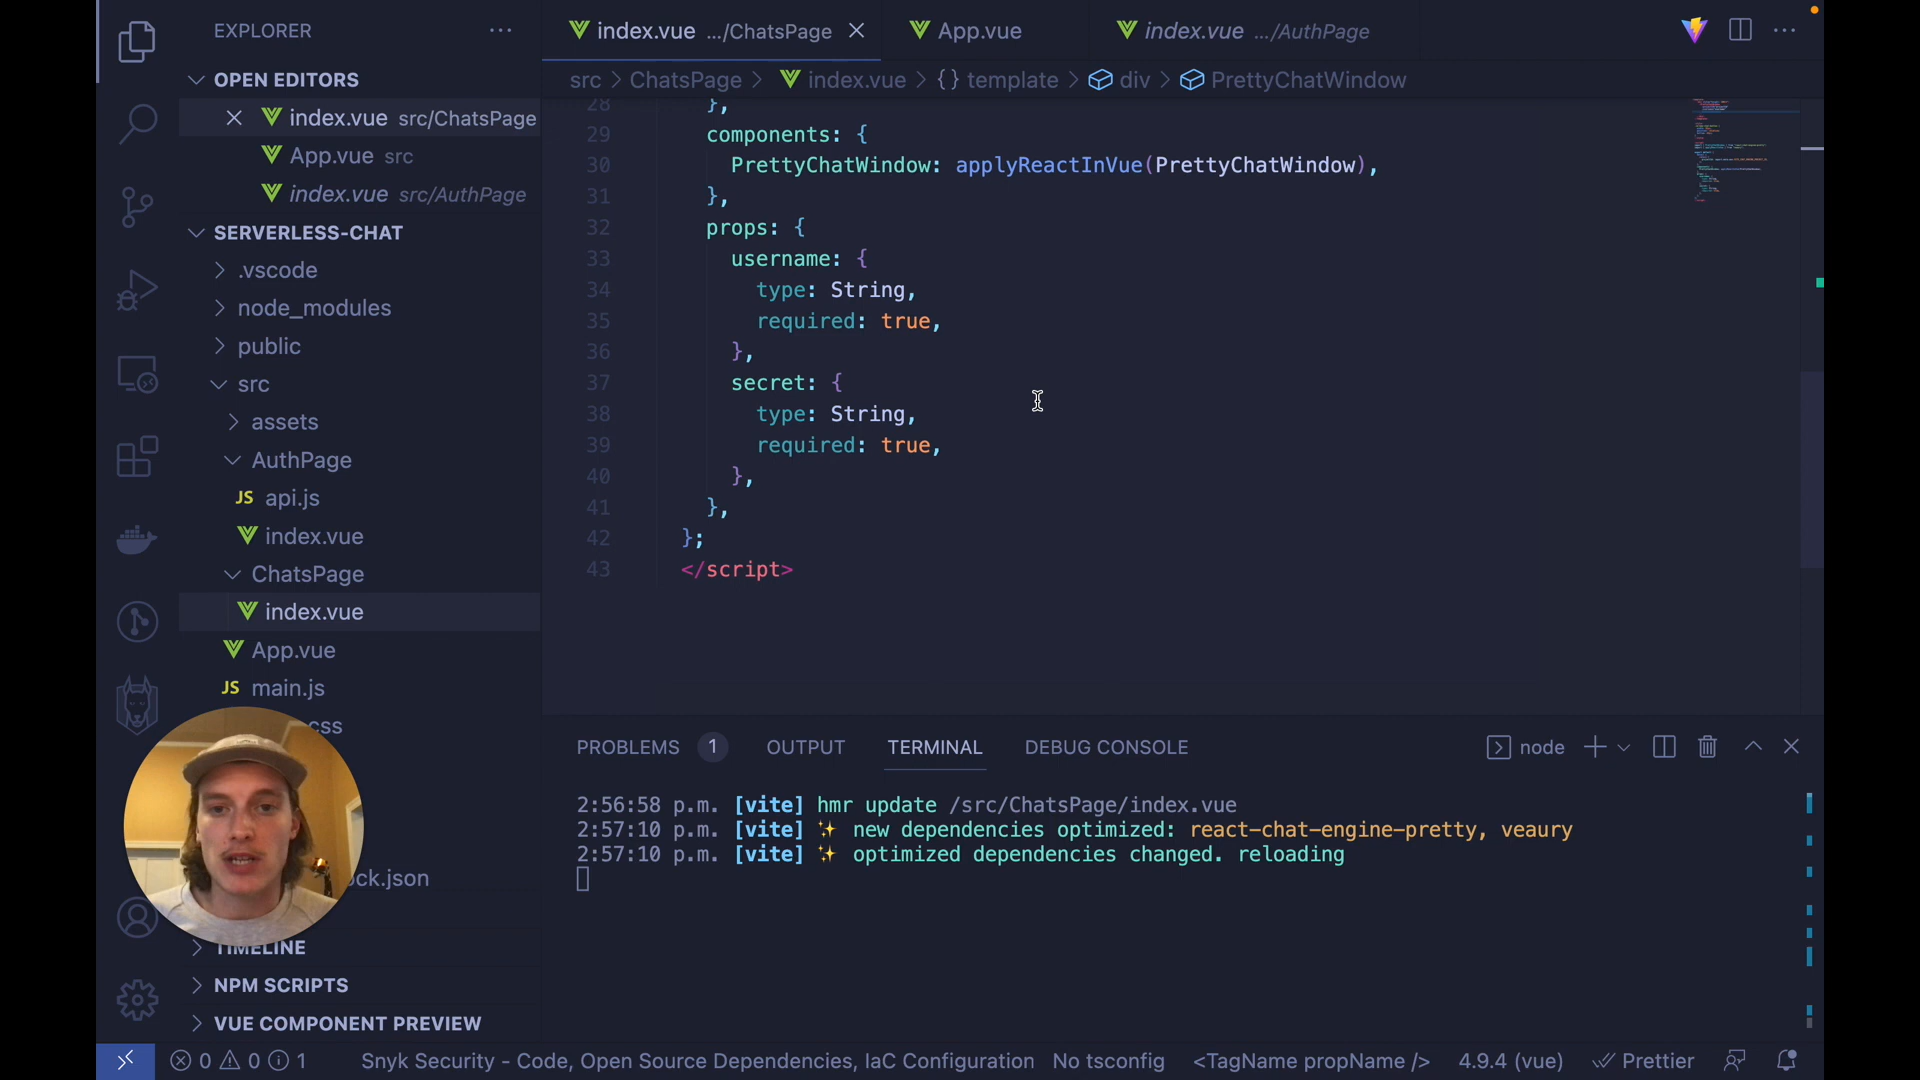 EXPLORER
OPEN EDITORS
index.vue src/ChatsPage
App.vue src
index.vue src/AuthPage
SERVERLESS-CHAT
.vscode
node_modules
public
src
assets
AuthPage
JS api.js
index.vue
ChatsPage
index.vue
App.vue
JS main.js
css
ock.json
TIMELINE
NPM SCRIPTS
VUE COMPONENT PREVIEW
index.vue .../ChatsPage
App.vue
index.vue .../AuthPage
src > ChatsPage > index.vue > {} template > div > PrettyChatWindow
28 },
29 components: {
30 PrettyChatWindow: applyReactInVue(PrettyChatWindow),
31 },
32 props: {
33 username: {
34 type: String,
35 required: true,
36 },
37 secret: {
38 type: String,
39 required: true,
40 },
41 },
42 };
43 </script>
PROBLEMS 1 OUTPUT TERMINAL DEBUG CONSOLE node
2:56:58 p.m. [vite] hmr update /src/ChatsPage/index.vue
2:57:10 p.m. [vite] ✨ new dependencies optimized: react-chat-engine-pretty, veaury
2:57:10 p.m. [vite] ✨ optimized dependencies changed. reloading
0 0 1 Snyk Security - Code, Open Source Dependencies, IaC Configuration No tsconfig <TagName propName /> 4.9.4 (vue) Prettier